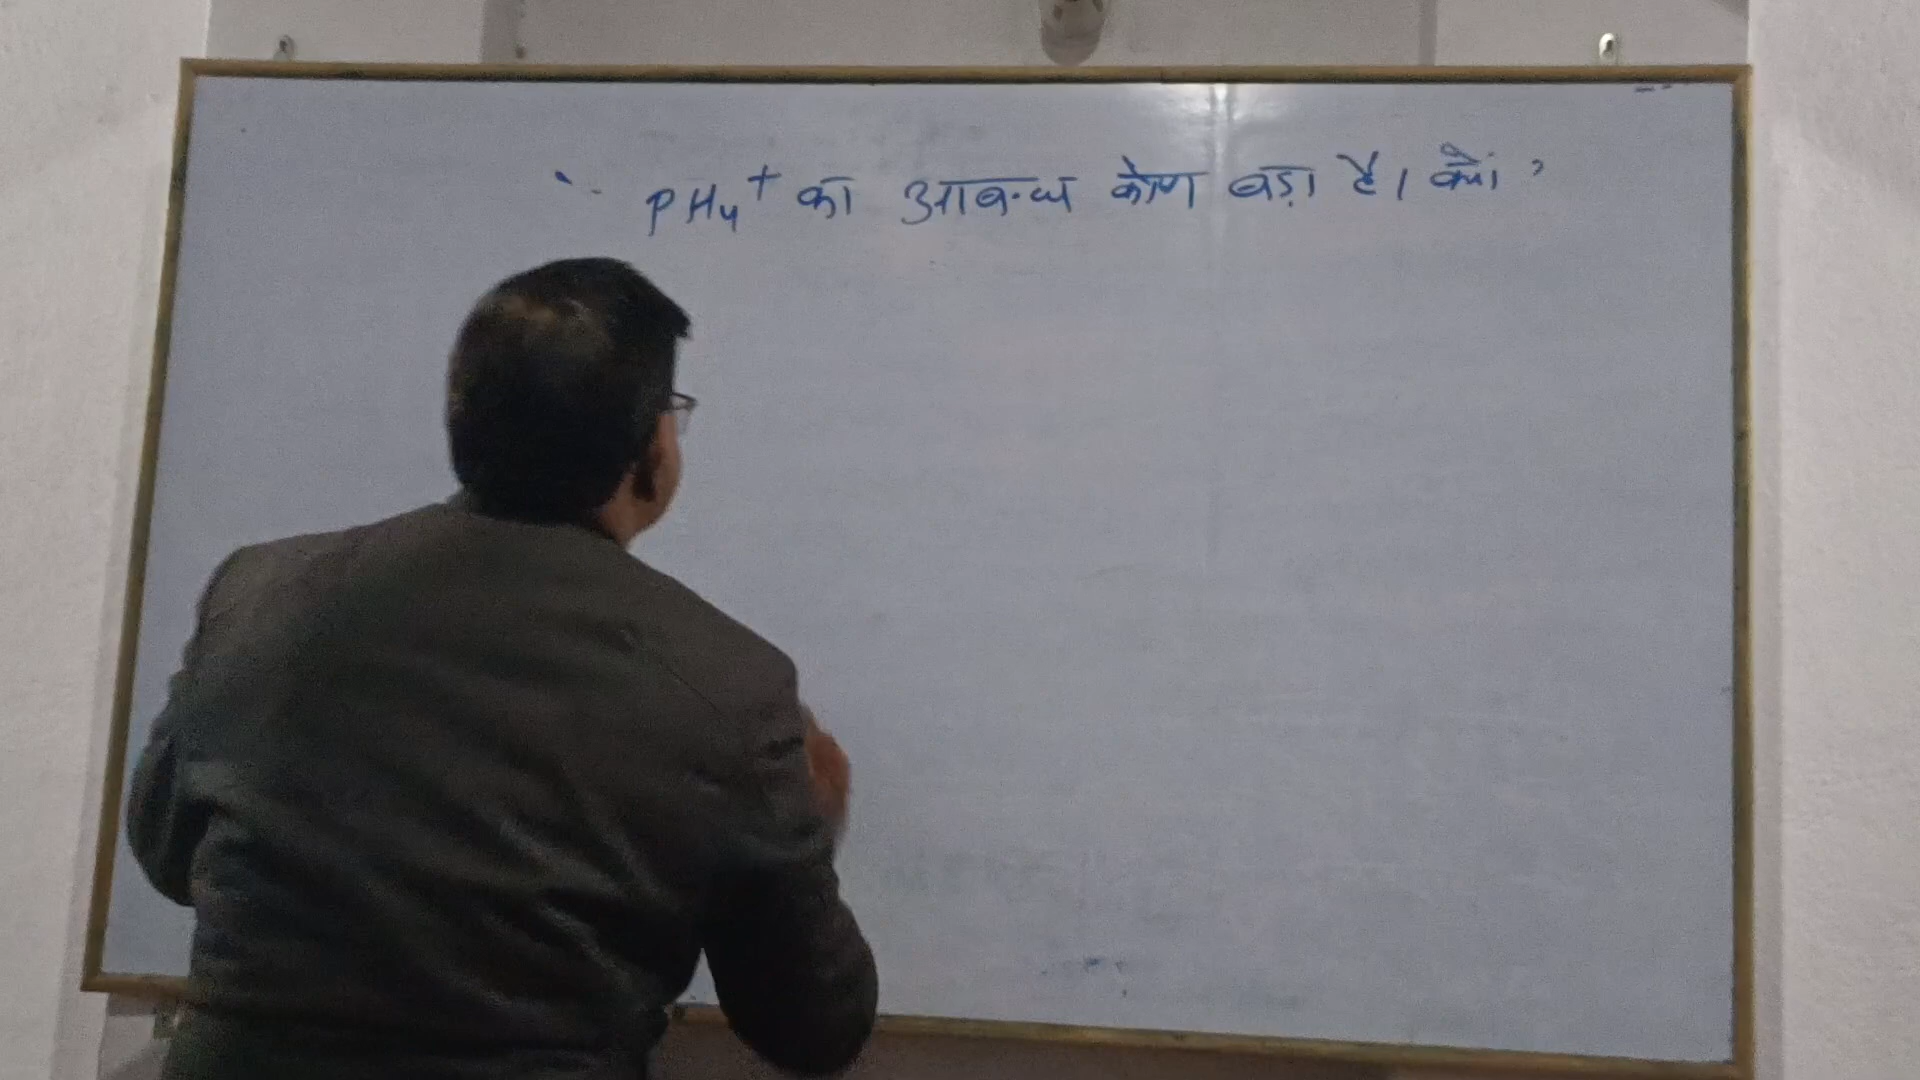 PH₄⁺ का आबन्ध कोण बड़ा है। क्यों ?